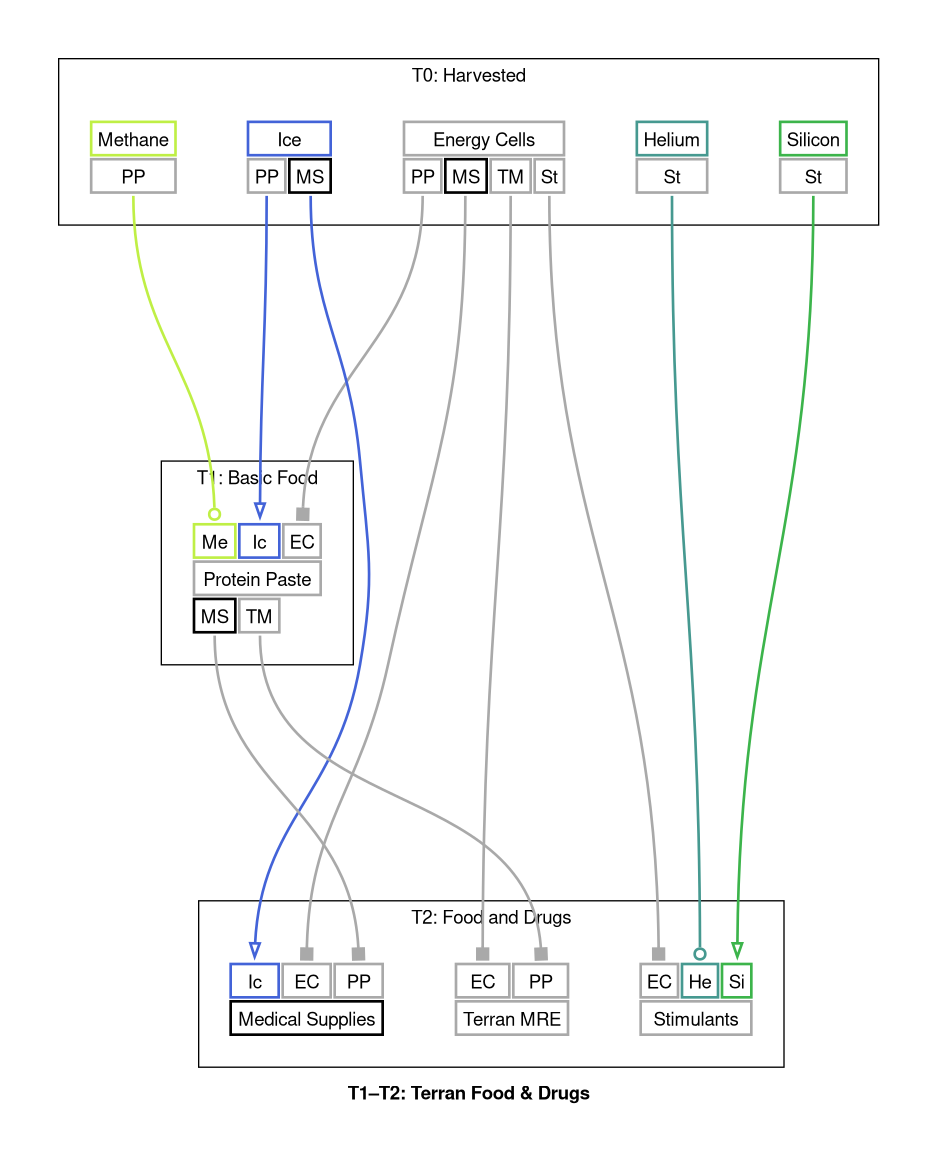 T0: Harvested
Methane Ice Energy Cells Helium Silicon
PP PP MS PP MS TM St St St
T1: Basic Food
Me Ic EC
Protein Paste
MS TM
T2: Food and Drugs
Ic EC PP EC PP EC He Si
Medical Supplies Terran MRE Stimulants
T1–T2: Terran Food & Drugs